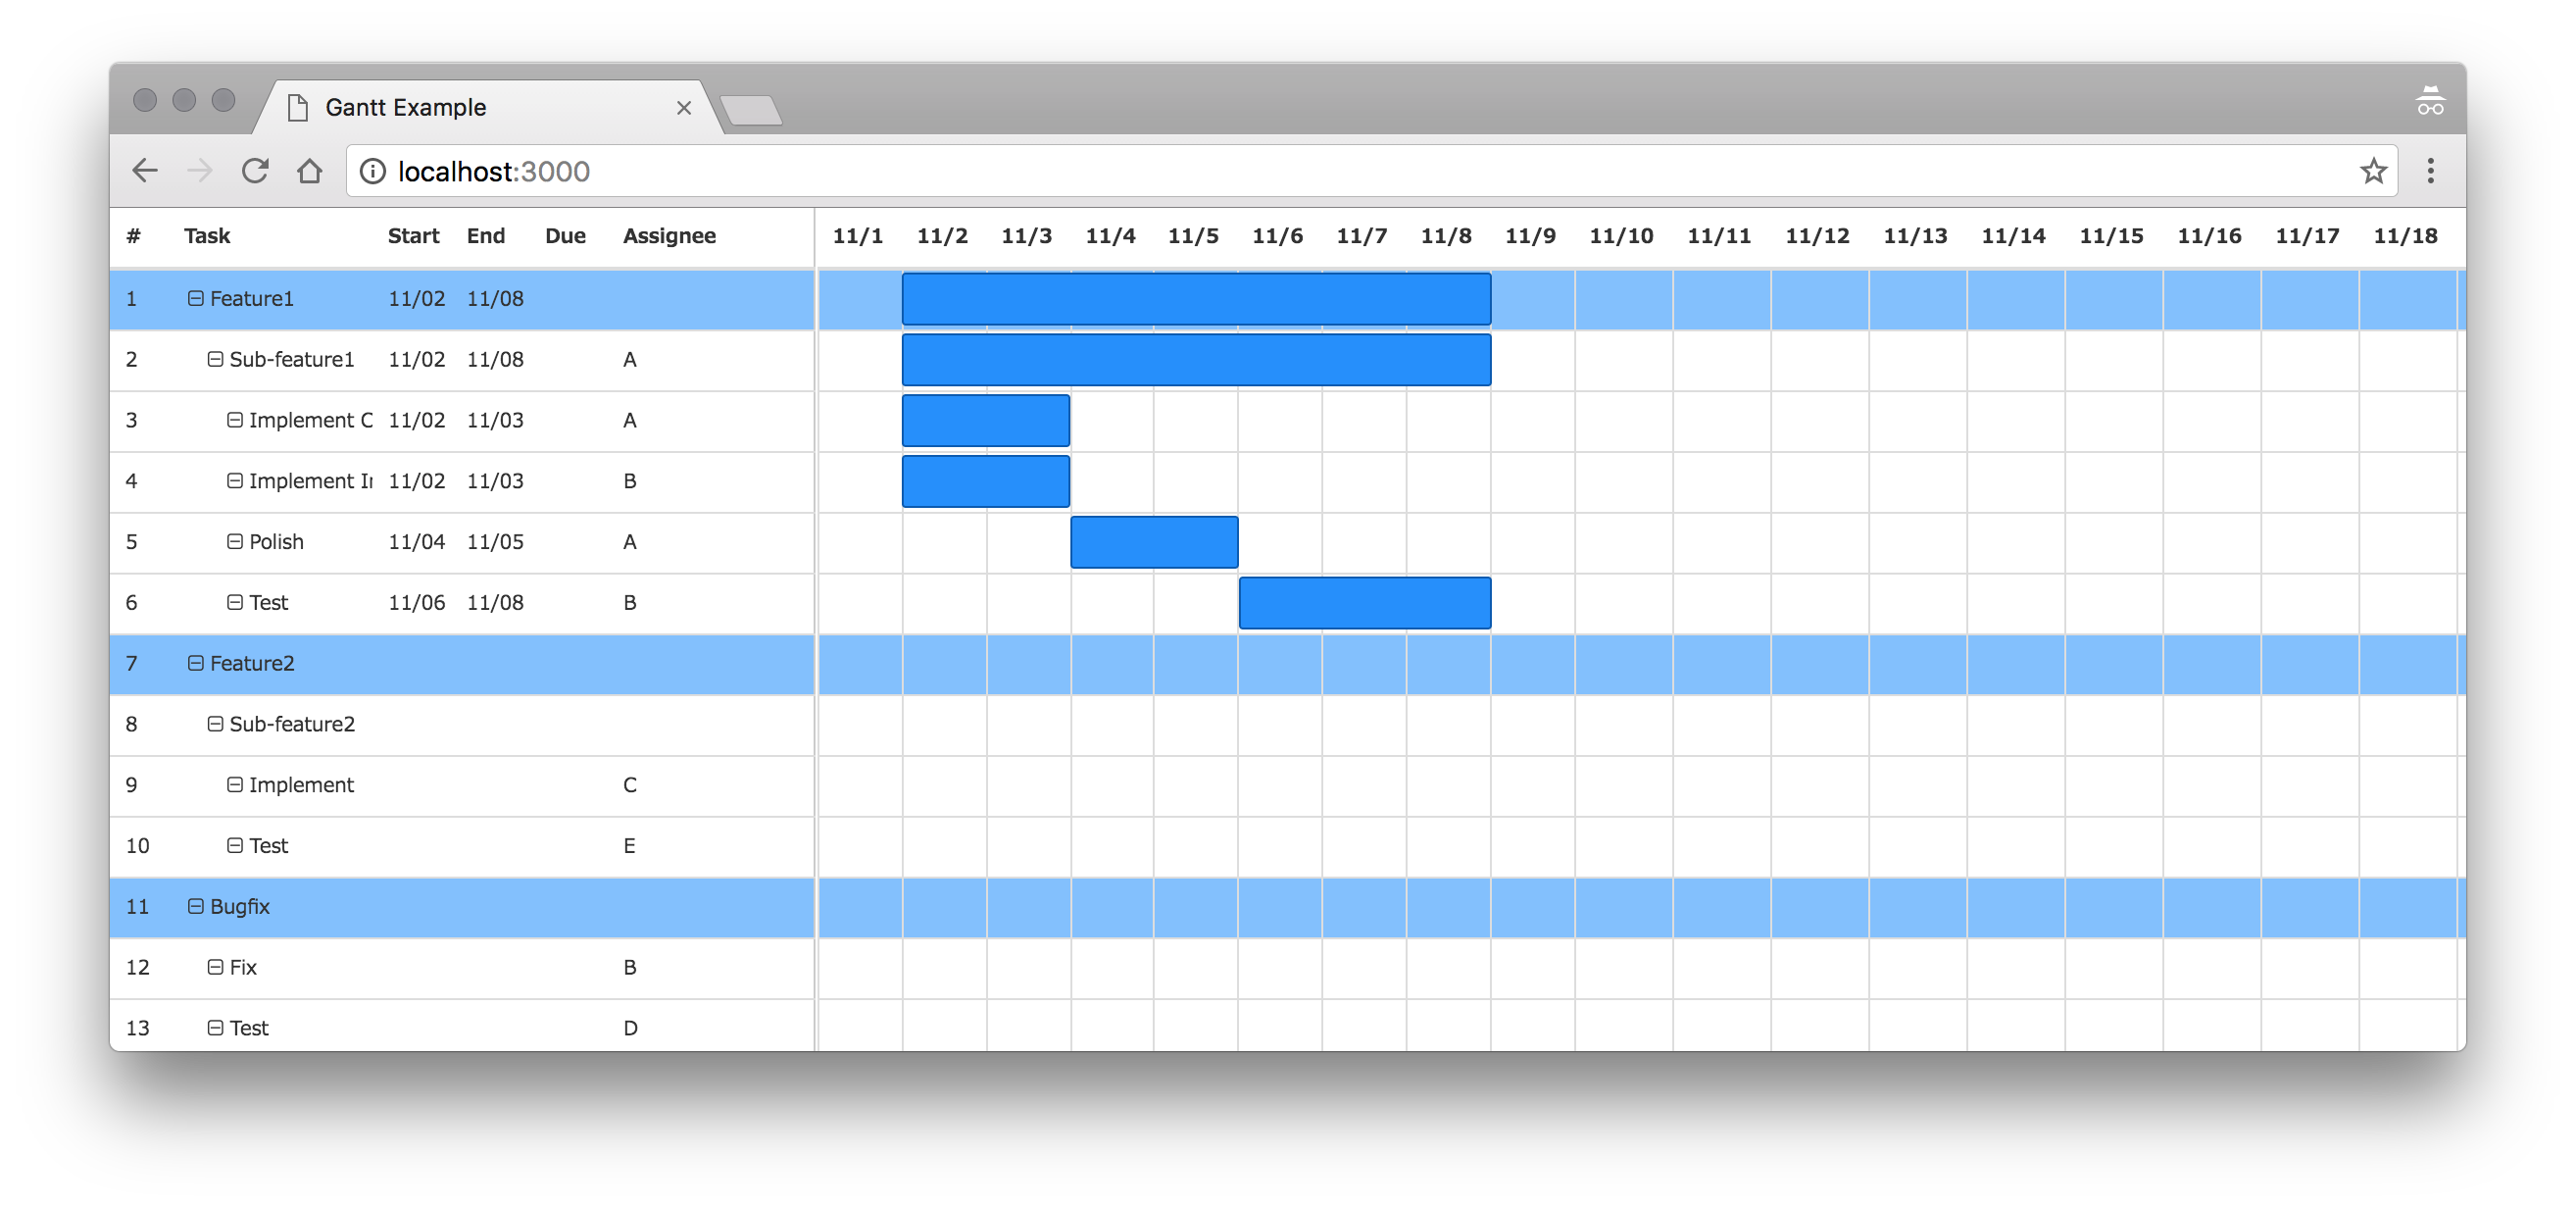 Gantt Example
localhost:3000
# Task Start End Due Assignee 11/1 11/2 11/3 11/4 11/5 11/6 11/7 11/8 11/9 11/10 11/11 11/12 11/13 11/14 11/15 11/16 11/17 11/18
1 Feature1 11/02 11/08
2 Sub-feature1 11/02 11/08 A
3 Implement C 11/02 11/03 A
4 Implement 11/02 11/03 B
5 Polish 11/04 11/05 A
6 Test 11/06 11/08 B
7 Feature2
8 Sub-feature2
9 Implement C
10 Test E
11 Bugfix
12 Fix B
13 Test D